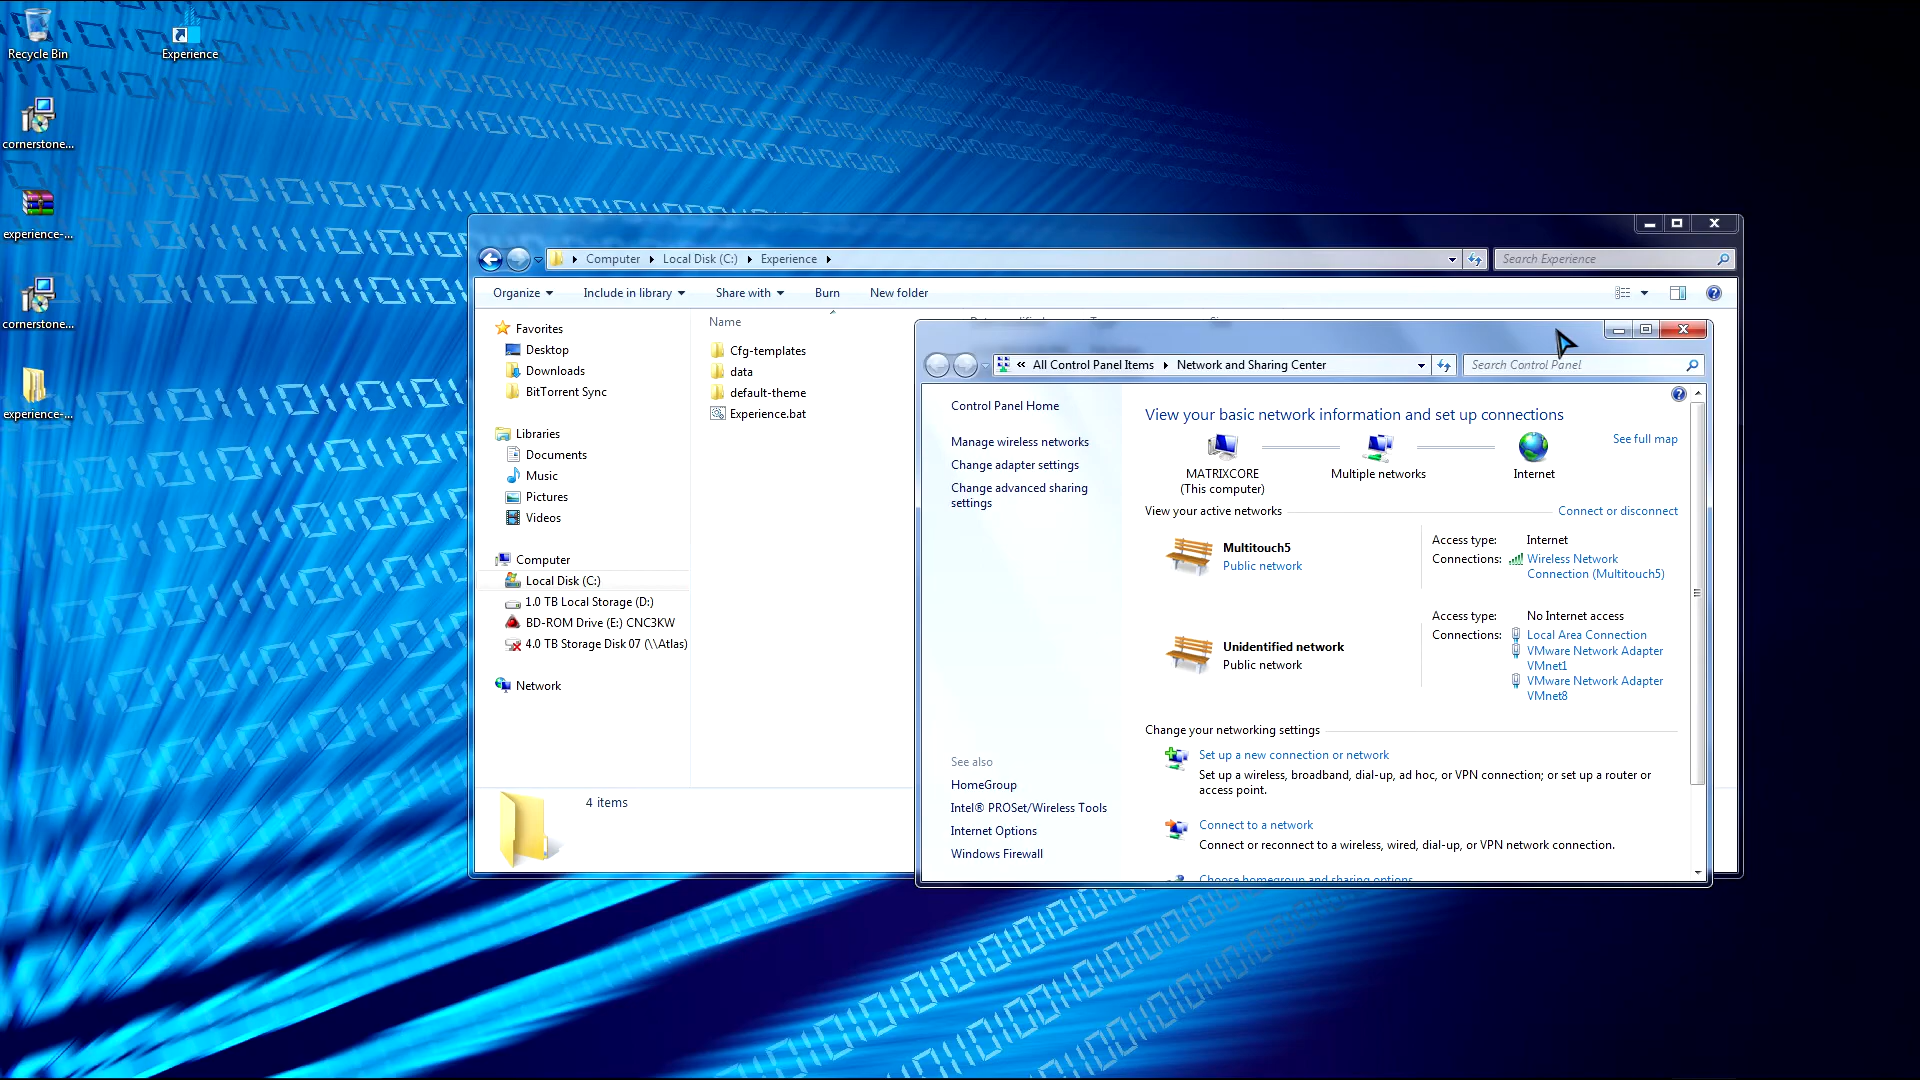 Recycle Bin
Experience
cornerstone...
experience-...
cornerstone...
experience-...
Computer
Local Disk (C:)
Experience
Search Experience
Organize
Include in library
Share with
Burn
New folder
Favorites
Desktop
Downloads
BitTorrent Sync
Libraries
Documents
Music
Pictures
Videos
Computer
Local Disk (C:)
1.0 TB Local Storage (D:)
BD-ROM Drive (E:) CNC3KW
4.0 TB Storage Disk 07 (\\Atlas)
Network
Name
Cfg-templates
data
default-theme
Experience.bat
4 items
« All Control Panel Items
Network and Sharing Center
Search Control Panel
Control Panel Home
Manage wireless networks
Change adapter settings
Change advanced sharing
settings
See also
HomeGroup
Intel® PROSet/Wireless Tools
Internet Options
Windows Firewall
View your basic network information and set up connections
See full map
MATRIXCORE
(This computer)
Multiple networks
Internet
View your active networks
Connect or disconnect
Multitouch5
Public network
Access type: Internet
Connections: Wireless Network
Connection (Multitouch5)
Unidentified network
Public network
Access type: No Internet access
Connections: Local Area Connection
VMware Network Adapter
VMnet1
VMware Network Adapter
VMnet8
Change your networking settings
Set up a new connection or network
Set up a wireless, broadband, dial-up, ad hoc, or VPN connection; or set up a router or
access point.
Connect to a network
Connect or reconnect to a wireless, wired, dial-up, or VPN network connection.
Choose homegroup and sharing options